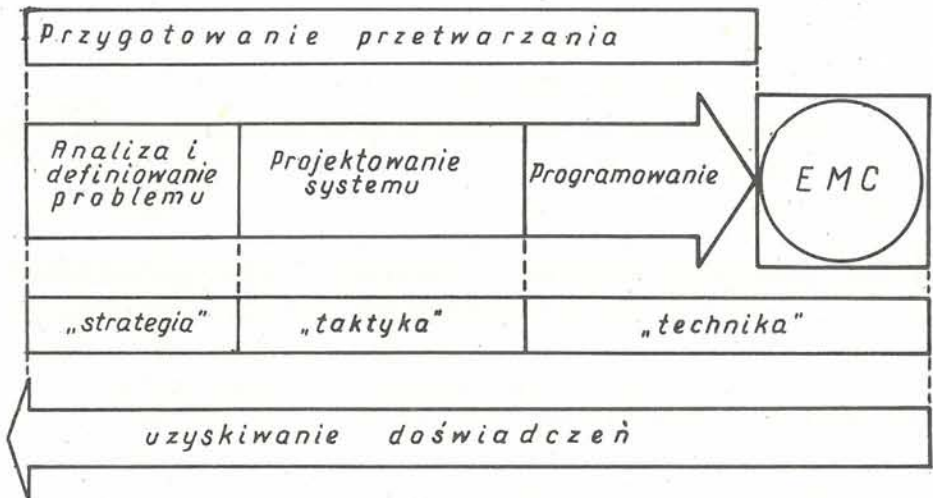 Przygotowanie przetwarzania
Analiza i
definiowanie
problemu
Projektowanie
systemu
Programowanie
EMC
„strategia"
„taktyka"
„technika"
uzyskiwanie doświadczeń